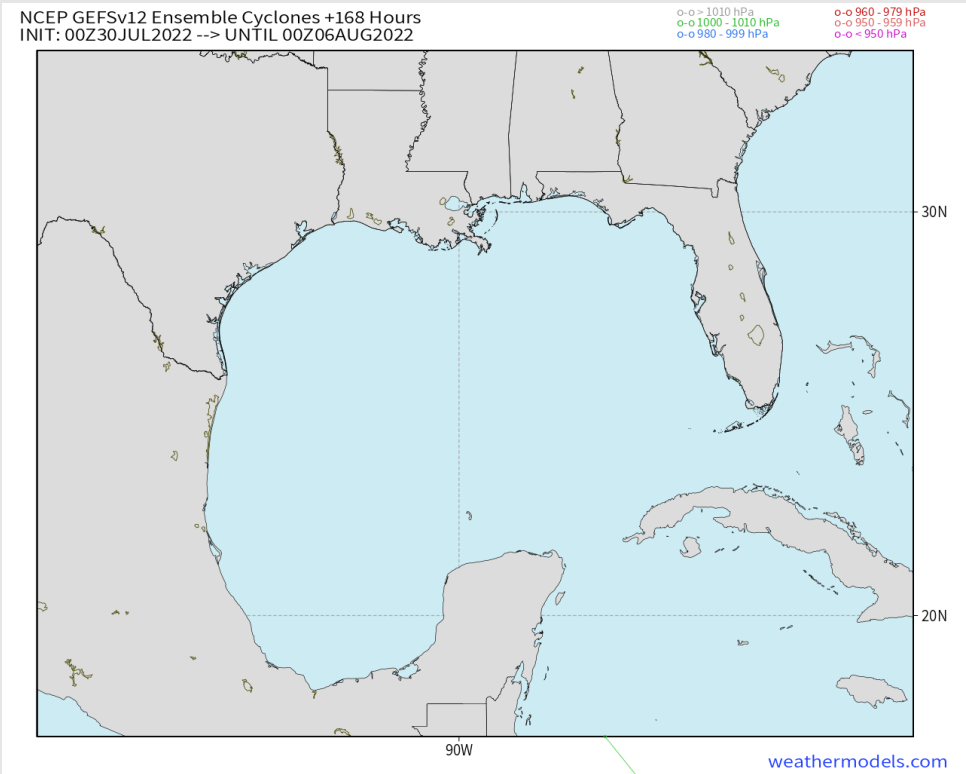 NCEP GEFSv12 Ensemble Cyclones +168 Hours
INIT: 00Z30JUL2022 --> UNTIL 00Z06AUG2022
o-o > 1010 hPa
o-o 1000 - 1010 hPa
o-o 980 - 999 hPa
o-o 960 - 979 hPa
o-o 950 - 959 hPa
o-o < 950 hPa
30N
20N
90W
weathermodels.com